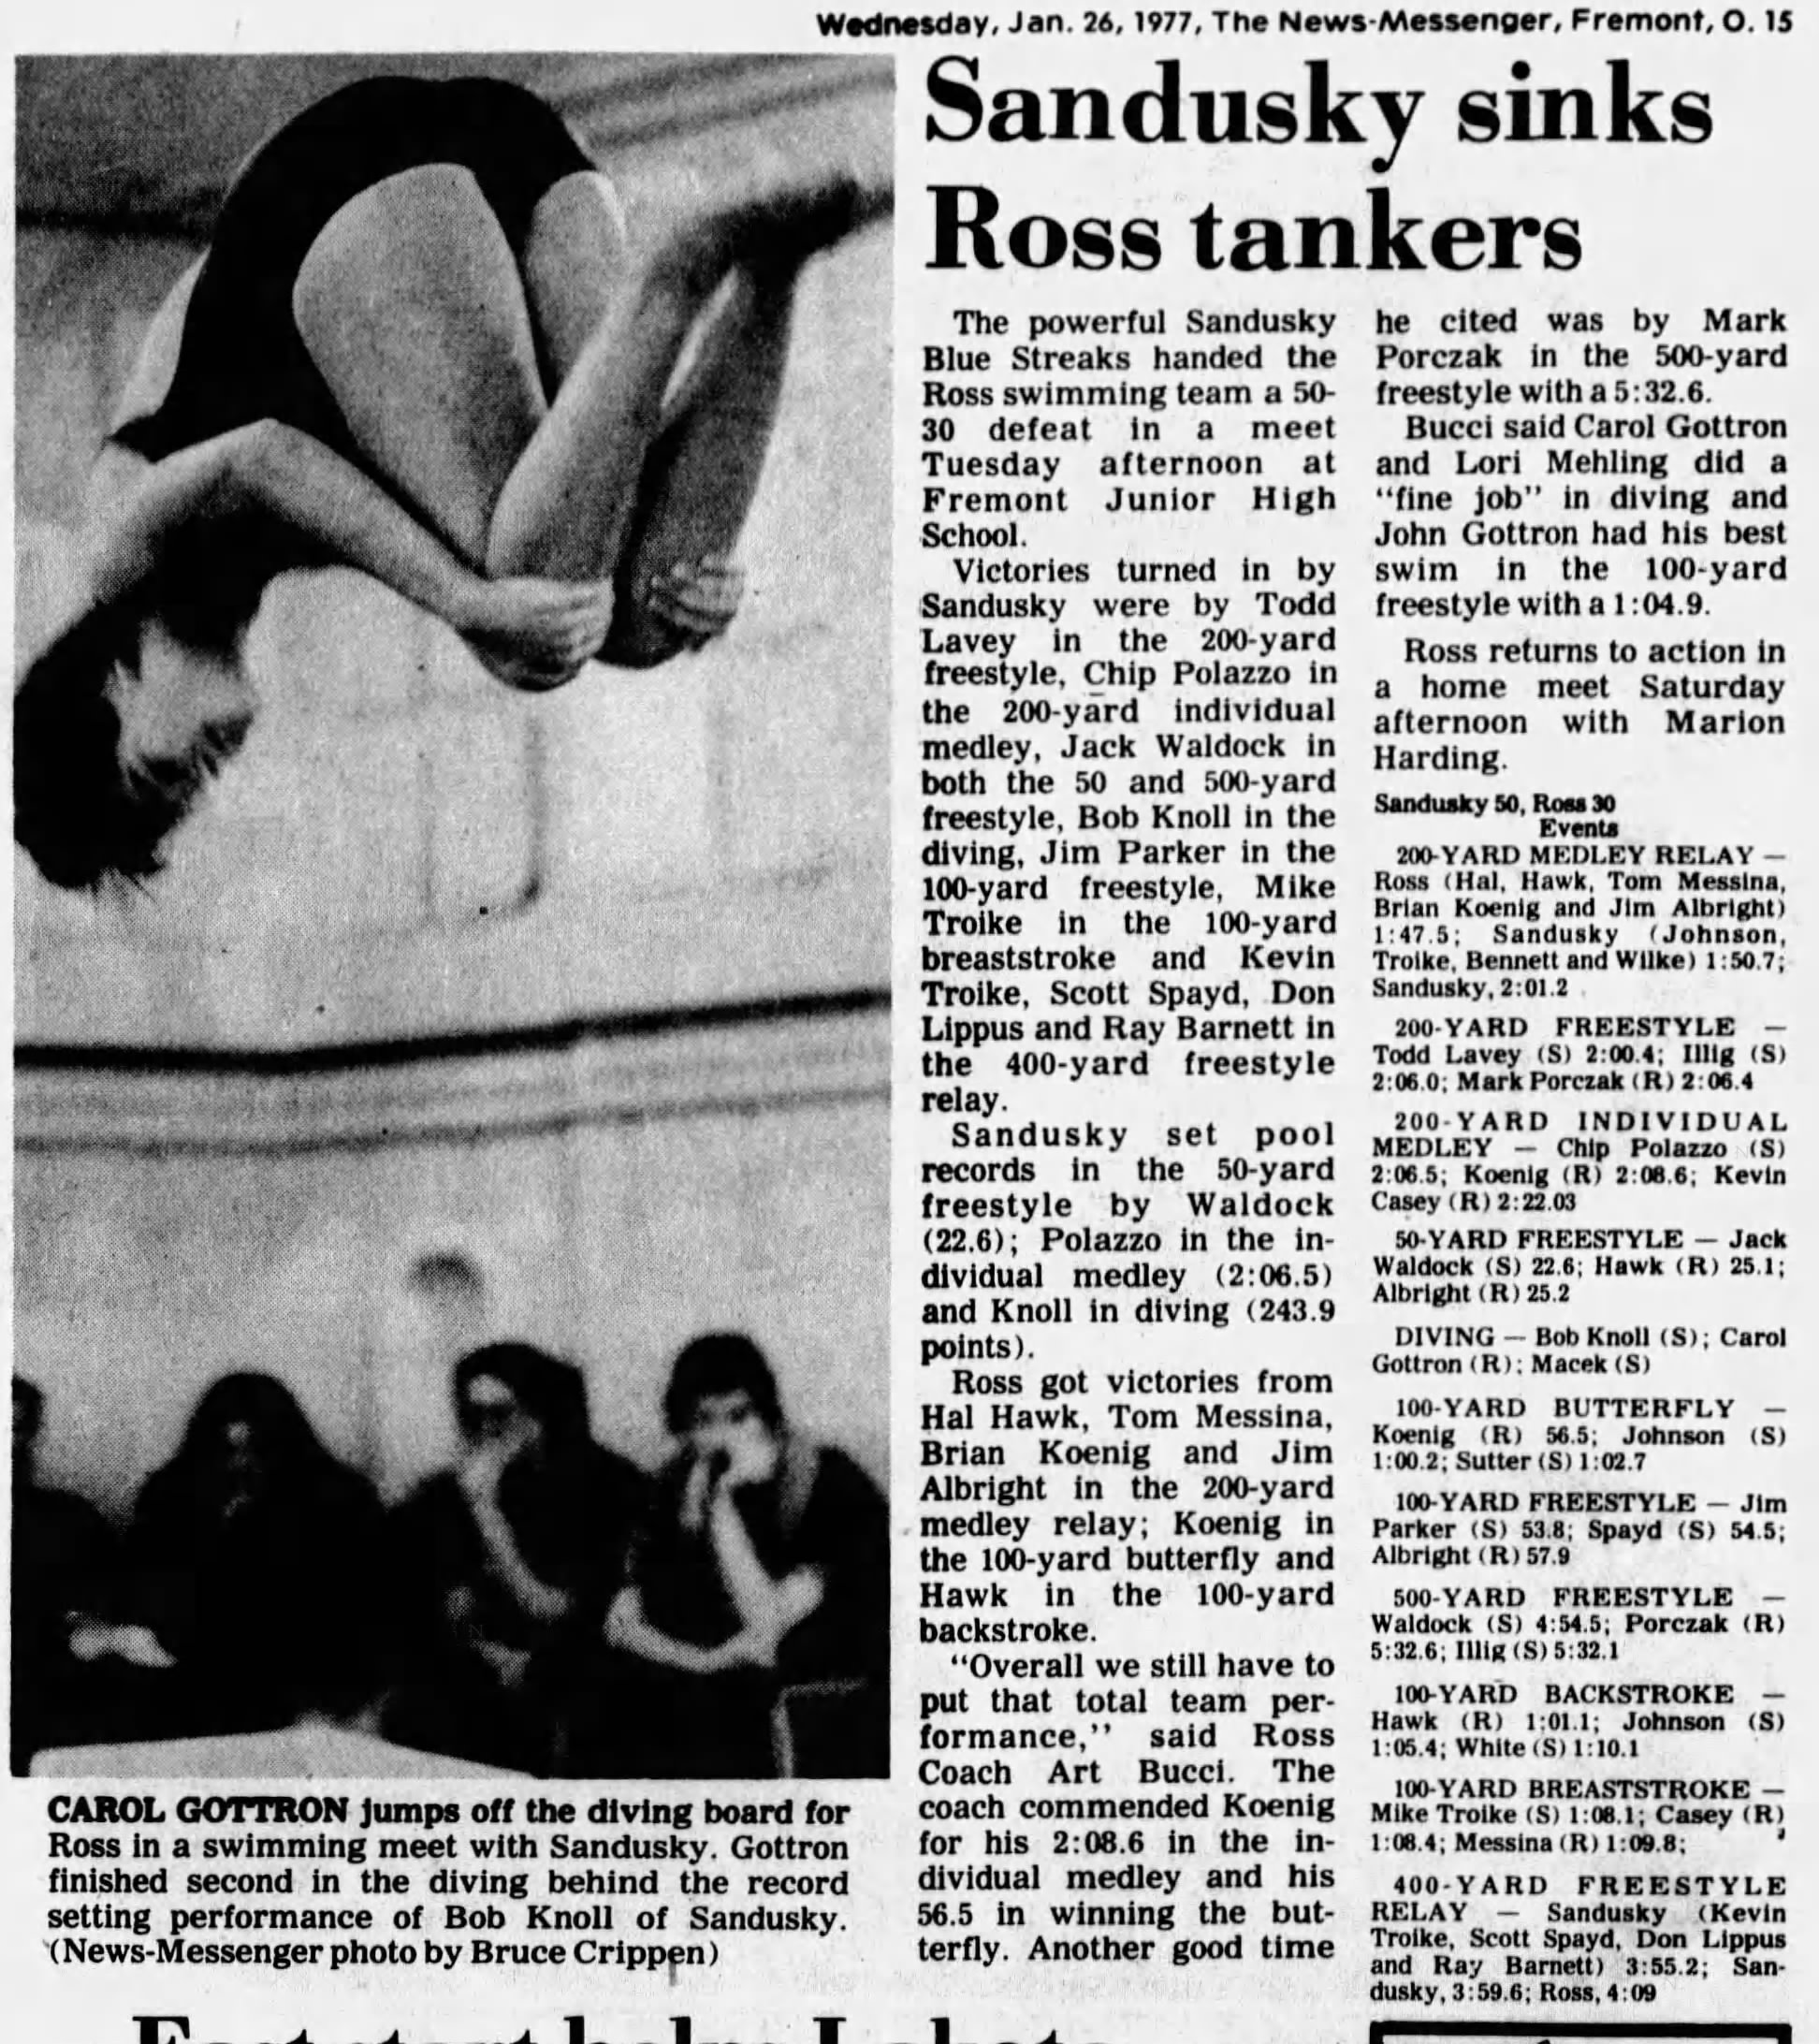 Wednesday, Jan. 26, 1977, The News-Messenger, Fremont, O. 15
Sandusky sinks
Ross tankers
The powerful Sandusky
Blue Streaks handed the
Ross swimming team a 50-
30 defeat in a meet
Tuesday afternoon at
Fremont Junior High
School.
Victories turned in by
Sandusky were by Todd
Lavey in the 200-yard
freestyle, Chip Polazzo in
the 200-yard individual
medley, Jack Waldock in
both the 50 and 500-yard
freestyle, Bob Knoll in the
diving, Jim Parker in the
100-yard freestyle, Mike
Troike in the 100-yard
breaststroke and Kevin
Troike, Scott Spayd, Don
Lippus and Ray Barnett in
the 400-yard freestyle
relay.
Sandusky set pool
records in the 50-yard
freestyle by Waldock
(22.6); Polazzo in the in-
dividual medley (2:06.5)
and Knoll in diving (243.9
points).
Ross got victories from
Hal Hawk, Tom Messina,
Brian Koenig and Jim
Albright in the 200-yard
medley relay; Koenig in
the 100-yard butterfly and
Hawk in the 100-yard
backstroke.
"Overall we still have to
put that total team per-
formance," said Ross
Coach Art Bucci. The
coach commended Koenig
for his 2:08.6 in the in-
dividual medley and his
56.5 in winning the but-
terfly. Another good time
he cited was by Mark
Porczak in the 500-yard
freestyle with a 5:32.6.
Bucci said Carol Gottron
and Lori Mehling did a
"fine job" in diving and
John Gottron had his best
swim in the 100-yard
freestyle with a 1:04.9.
Ross returns to action in
a home meet Saturday
afternoon with Marion
Harding.
Sandusky 50, Ross 30
Events
200-YARD MEDLEY RELAY —
Ross (Hal, Hawk, Tom Messina,
Brian Koenig and Jim Albright)
1:47.5; Sandusky (Johnson,
Troike, Bennett and Wilke) 1:50.7;
Sandusky, 2:01.2
200-YARD FREESTYLE —
Todd Lavey (S) 2:00.4; Illig (S)
2:06.0; Mark Porczak (R) 2:06.4
200-YARD INDIVIDUAL
MEDLEY — Chip Polazzo (S)
2:06.5; Koenig (R) 2:08.6; Kevin
Casey (R) 2:22.03
50-YARD FREESTYLE — Jack
Waldock (S) 22.6; Hawk (R) 25.1;
Albright (R) 25.2
DIVING — Bob Knoll (S); Carol
Gottron (R); Macek (S)
100-YARD BUTTERFLY —
Koenig (R) 56.5; Johnson (S)
1:00.2; Sutter (S) 1:02.7
100-YARD FREESTYLE — Jim
Parker (S) 53.8; Spayd (S) 54.5;
Albright (R) 57.9
500-YARD FREESTYLE —
Waldock (S) 4:54.5; Porczak (R)
5:32.6; Illig (S) 5:32.1
100-YARD BACKSTROKE —
Hawk (R) 1:01.1; Johnson (S)
1:05.4; White (S) 1:10.1
100-YARD BREASTSTROKE —
Mike Troike (S) 1:08.1; Casey (R)
1:08.4; Messina (R) 1:09.8;
400-YARD FREESTYLE
RELAY — Sandusky (Kevin
Troike, Scott Spayd, Don Lippus
and Ray Barnett) 3:55.2; San-
dusky, 3:59.6; Ross, 4:09
CAROL GOTTRON jumps off the diving board for
Ross in a swimming meet with Sandusky. Gottron
finished second in the diving behind the record
setting performance of Bob Knoll of Sandusky.
(News-Messenger photo by Bruce Crippen)